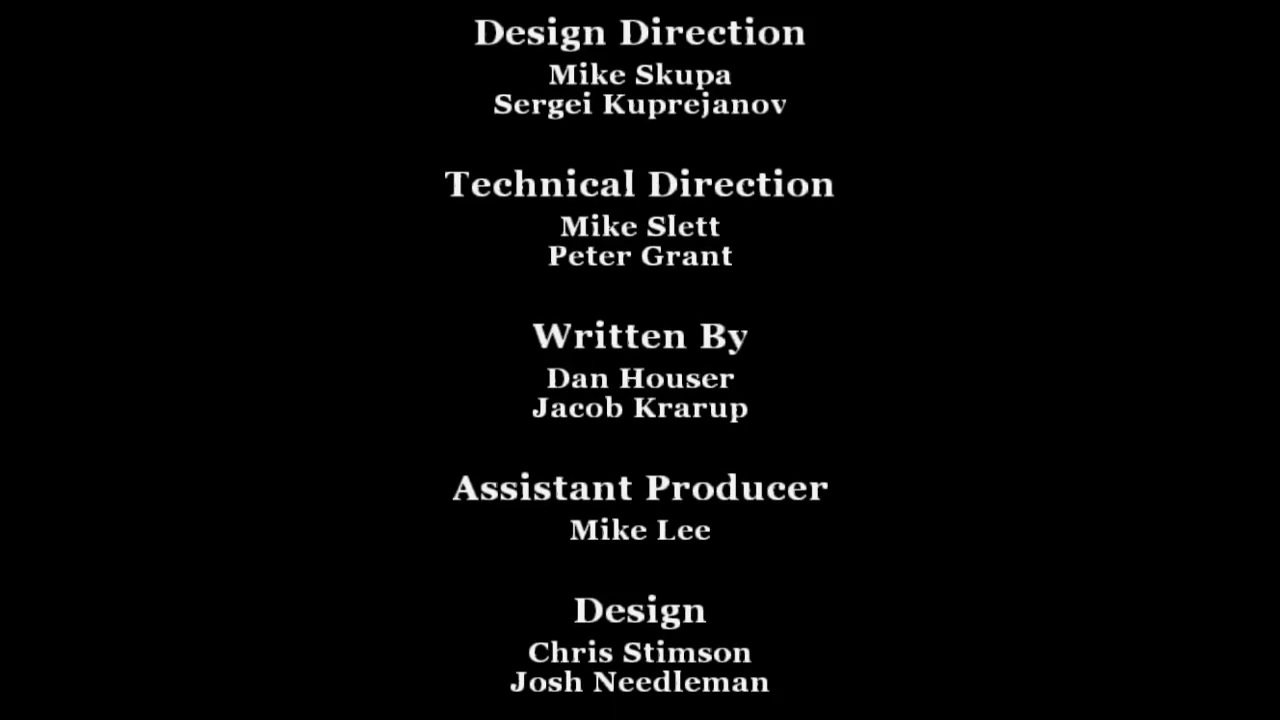 Design Direction
Mike Skupa
Sergei Kuprejanov
Technical Direction
Mike Slett
Peter Grant
Written By
Dan Houser
Jacob Krarup
Assistant Producer
Mike Lee
Design
Chris Stimson
Josh Needleman